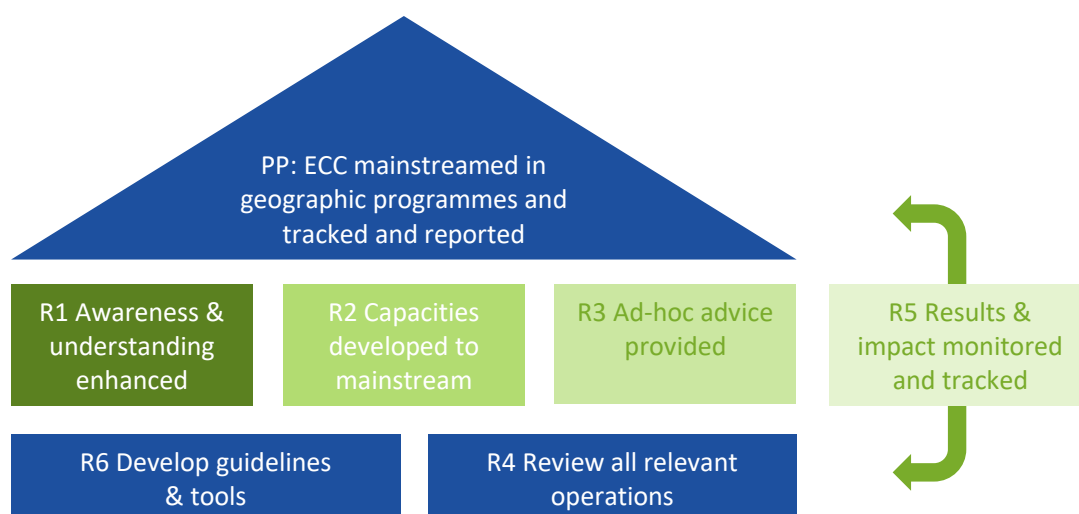 PP: ECC mainstreamed in
geographic programmes and
tracked and reported
R1 Awareness &
understanding
enhanced
R2 Capacities
developed to
mainstream
R3 Ad-hoc advice
provided
R5 Results &
impact monitored
and tracked
R6 Develop guidelines
& tools
R4 Review all relevant
operations